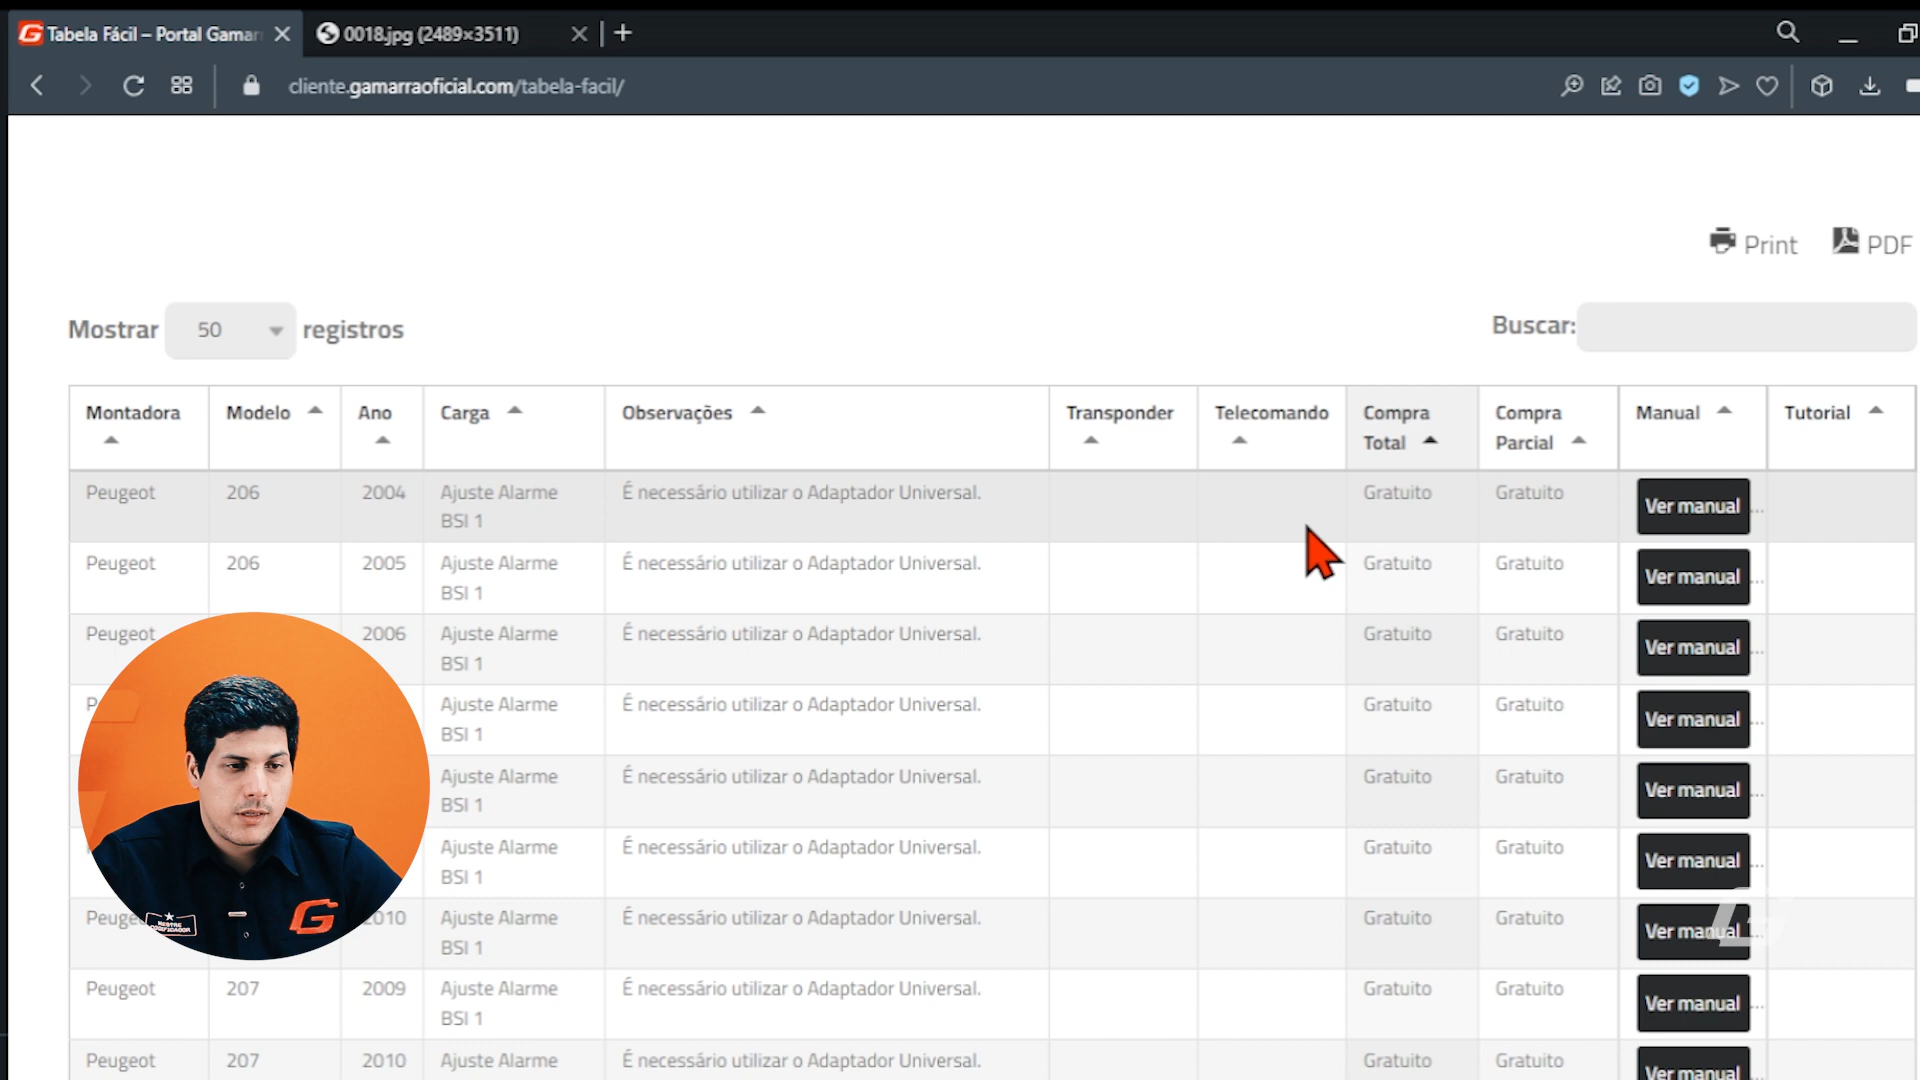 Tabela Fácil – Portal Gamar
0018.jpg (2489×3511)
cliente.gamarraoficial.com/tabela-facil/
Print PDF
Mostrar 50 registros
Buscar:
Montadora Modelo Ano Carga Observações Transponder Telecomando Compra Total Compra Parcial Manual Tutorial
Peugeot 206 2004 Ajuste Alarme BSI 1 É necessário utilizar o Adaptador Universal. Gratuito Gratuito Ver manual ...
Peugeot 206 2005 Ajuste Alarme BSI 1 É necessário utilizar o Adaptador Universal. Gratuito Gratuito Ver manual ...
Peugeot 2006 Ajuste Alarme BSI 1 É necessário utilizar o Adaptador Universal. Gratuito Gratuito Ver manual ...
P Ajuste Alarme BSI 1 É necessário utilizar o Adaptador Universal. Gratuito Gratuito Ver manual ...
Ajuste Alarme BSI 1 É necessário utilizar o Adaptador Universal. Gratuito Gratuito Ver manual ...
Ajuste Alarme BSI 1 É necessário utilizar o Adaptador Universal. Gratuito Gratuito Ver manual ...
Peuge 2010 Ajuste Alarme BSI 1 É necessário utilizar o Adaptador Universal. Gratuito Gratuito Ver manual
Peugeot 207 2009 Ajuste Alarme BSI 1 É necessário utilizar o Adaptador Universal. Gratuito Gratuito Ver manual ...
Peugeot 207 2010 Ajuste Alarme É necessário utilizar o Adaptador Universal. Gratuito Gratuito Ver manual
G